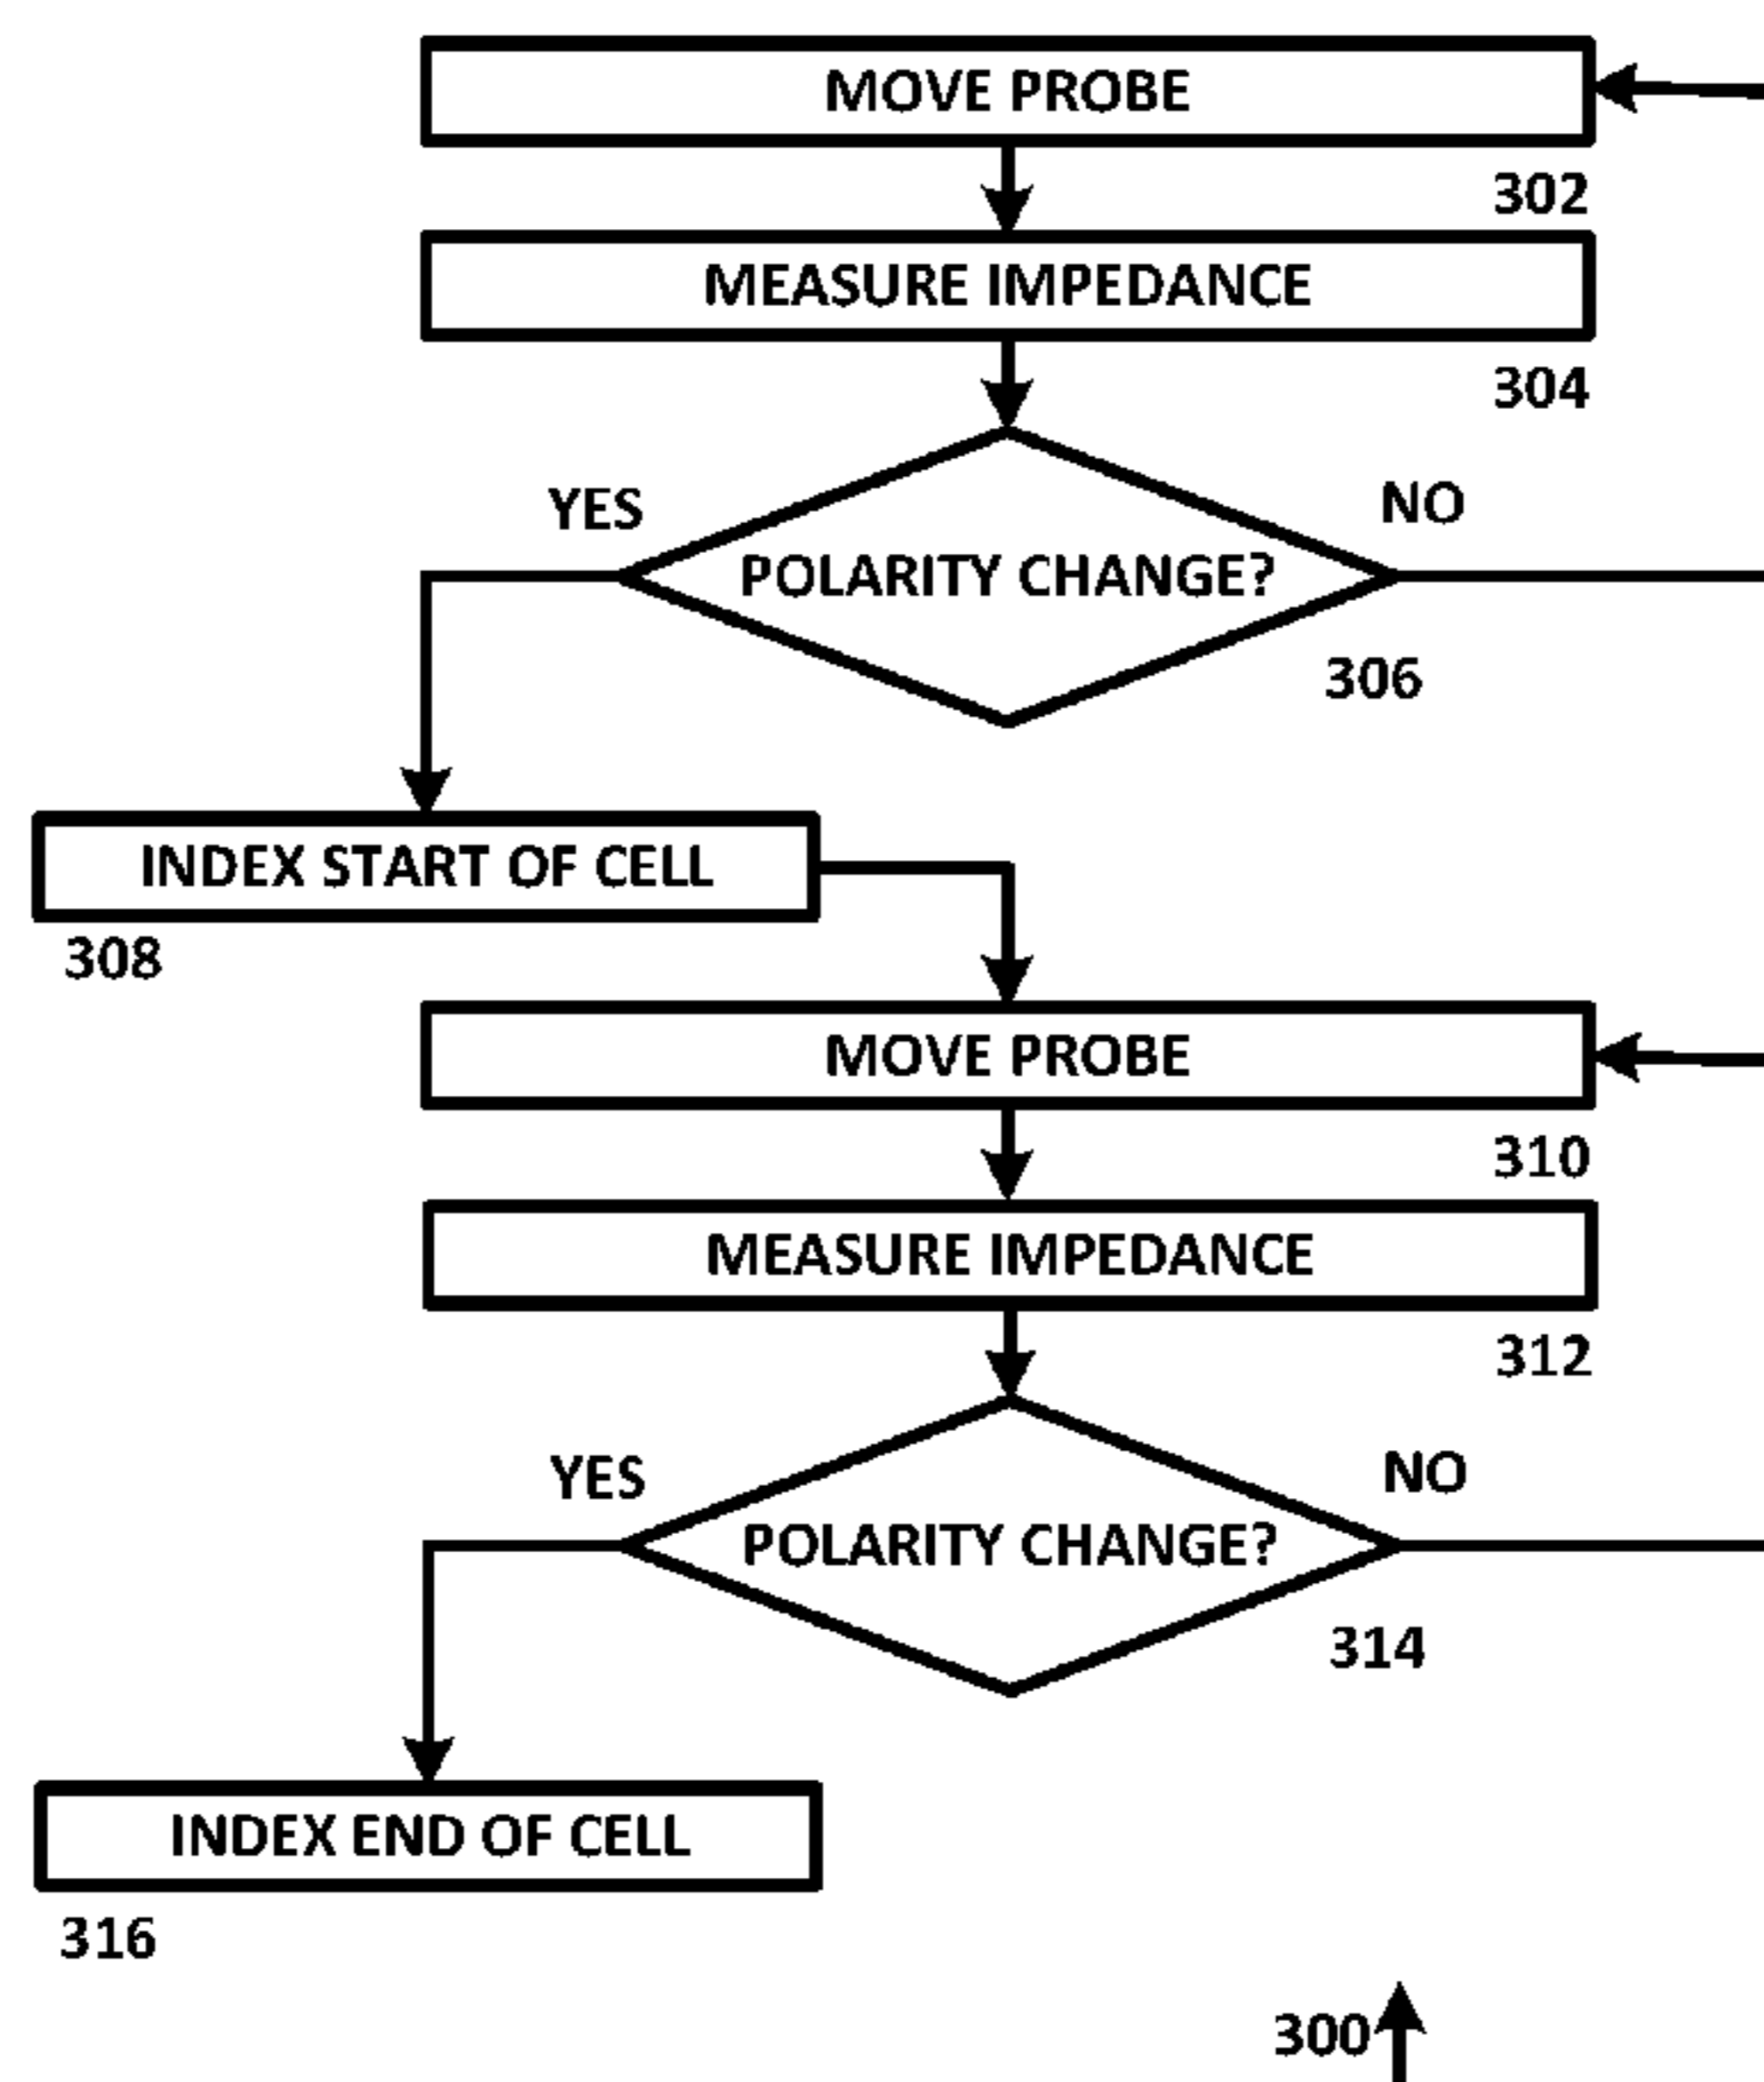 MOVE PROBE
302
MEASURE IMPEDANCE
304
YES
NO
POLARITY CHANGE?
306
INDEX START OF CELL
308
MOVE PROBE
310
MEASURE IMPEDANCE
312
YES
NO
POLARITY CHANGE?
314
INDEX END OF CELL
316
300